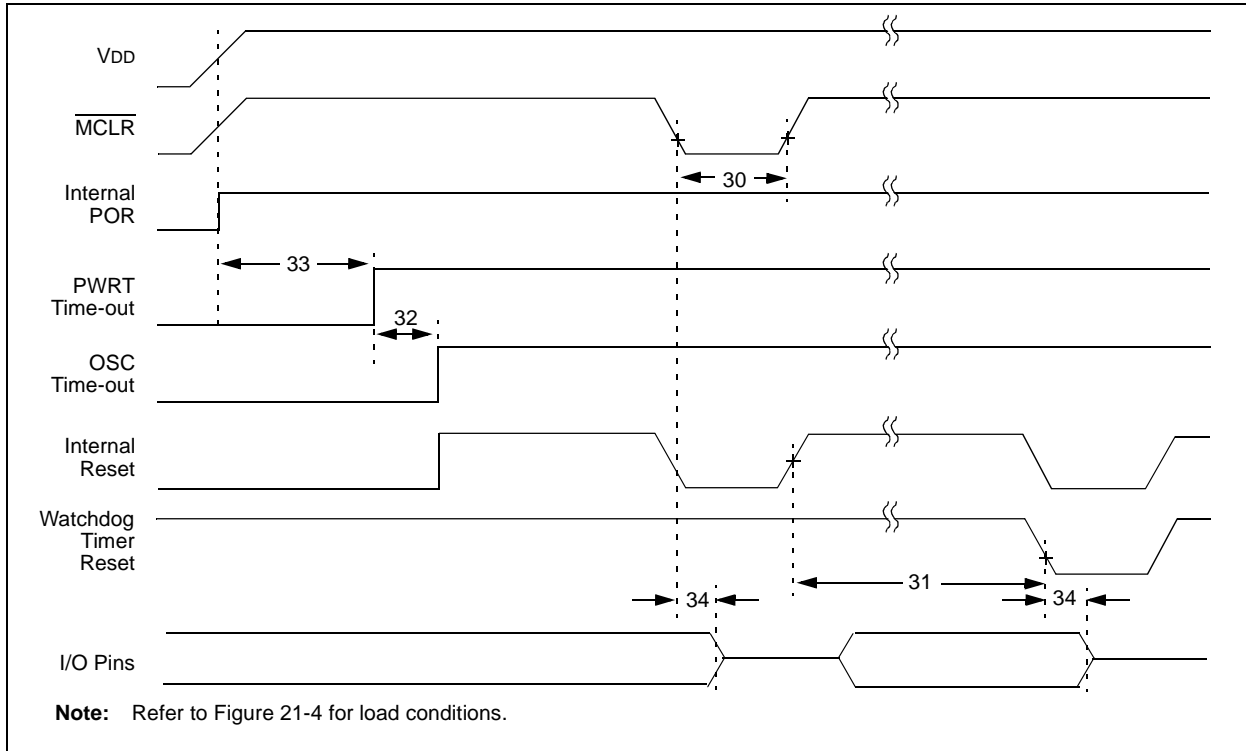 VDD
MCLR
30
Internal
POR
33
PWRT
Time-out
32
OSC
Time-out
Internal
Reset
Watchdog
Timer
Reset
31
34
34
I/O Pins
Note: Refer to Figure 21-4 for load conditions.